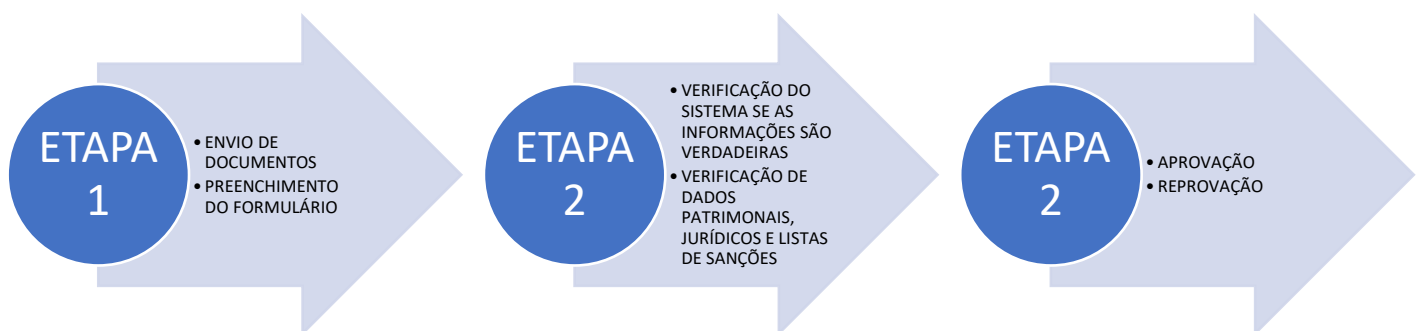 ETAPA
1
• ENVIO DE
DOCUMENTOS
• PREENCHIMENTO
DO FORMULÁRIO
ETAPA
2
• VERIFICAÇÃO DO
SISTEMA SE AS
INFORMAÇÕES SÃO
VERDADEIRAS
• VERIFICAÇÃO DE
DADOS
PATRIMONAIS,
JURÍDICOS E LISTAS
DE SANÇÕES
ETAPA
2
• APROVAÇÃO
• REPROVAÇÃO